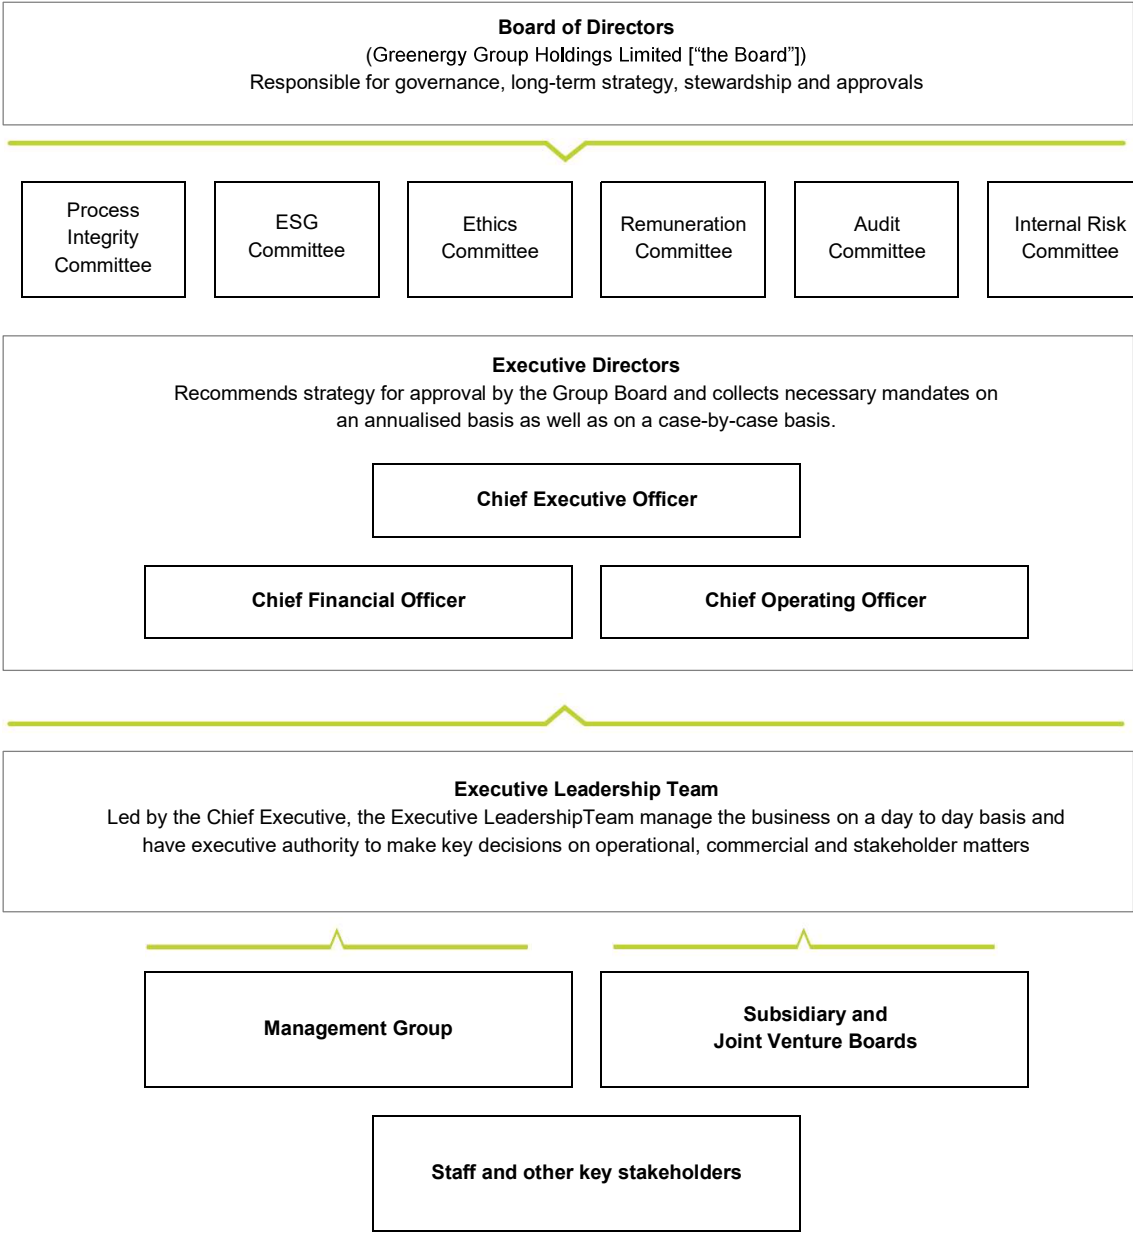 Board of Directors
(Greenergy Group Holdings Limited [“the Board”])
Responsible for governance, long-term strategy, stewardship and approvals
Process
Integrity
Committee
ESG
Committee
Ethics
Committee
Remuneration
Committee
Audit
Committee
Internal Risk
Committee
Executive Directors
Recommends strategy for approval by the Group Board and collects necessary mandates on
an annualised basis as well as on a case-by-case basis.
Chief Executive Officer
Chief Financial Officer
Chief Operating Officer
Executive Leadership Team
Led by the Chief Executive, the Executive LeadershipTeam manage the business on a day to day basis and
have executive authority to make key decisions on operational, commercial and stakeholder matters
Management Group
Subsidiary and
Joint Venture Boards
Staff and other key stakeholders